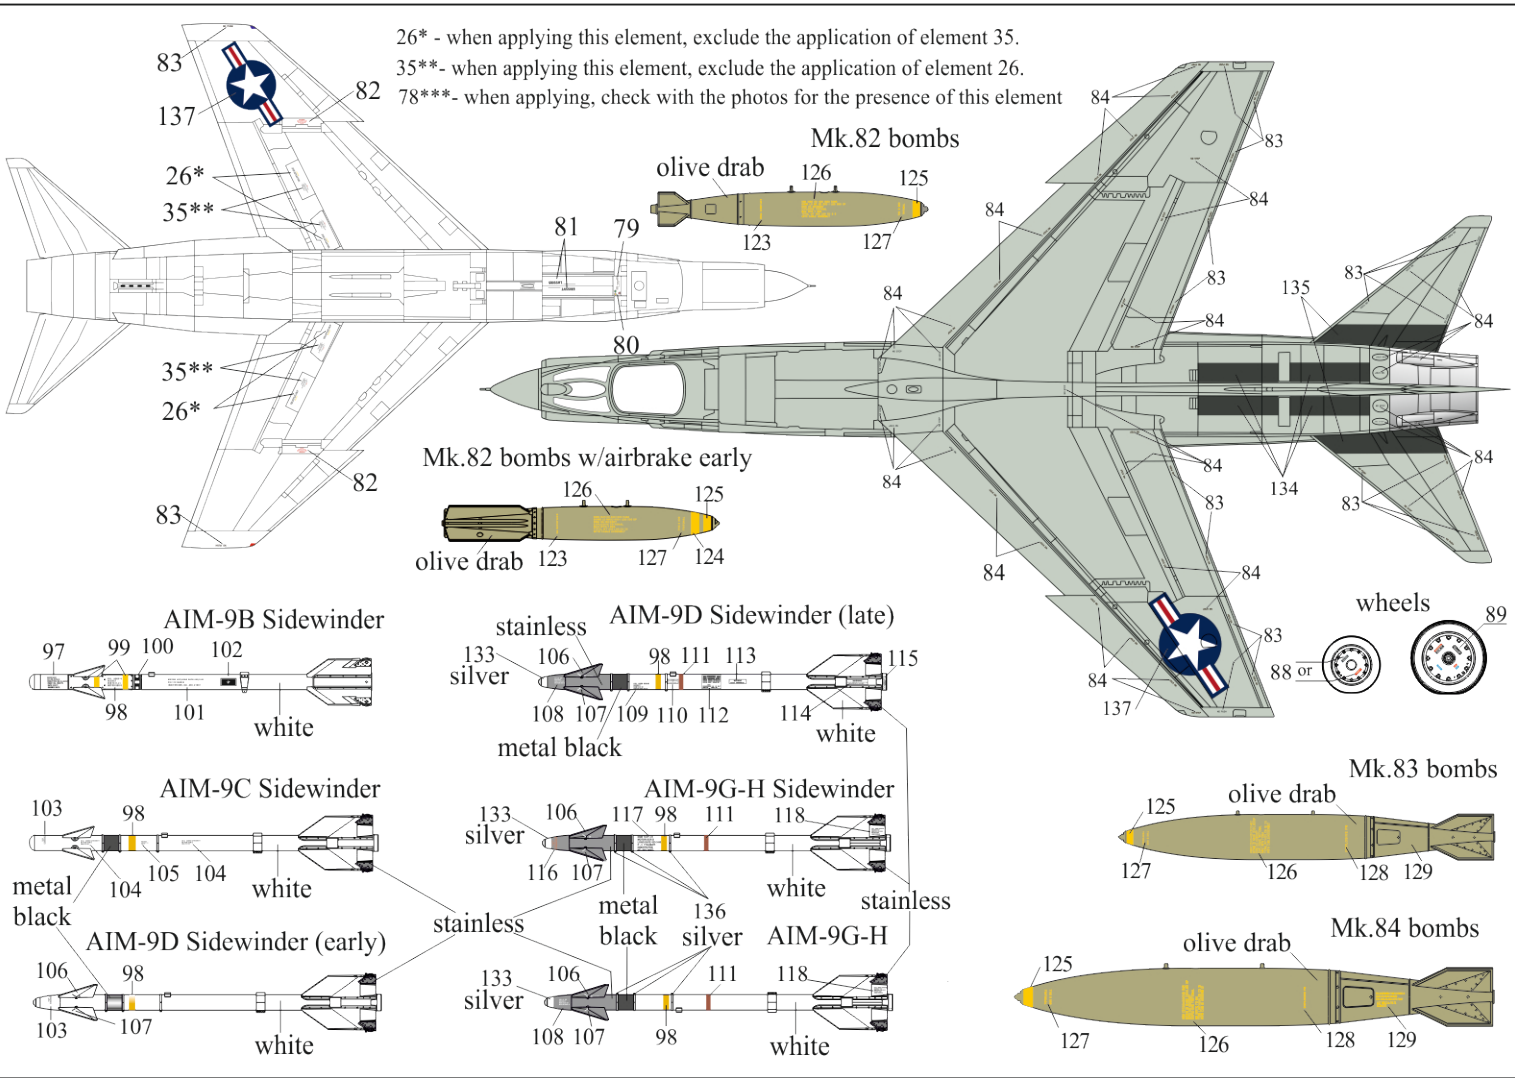 26* - when applying this element, exclude the application of element 35.
35**- when applying this element, exclude the application of element 26.
78***- when applying, check with the photos for the presence of this element
83
82
137
26*
35**
81
79
80
35**
26*
82
83
Mk.82 bombs
olive drab
126
125
123
127
84
83
84
84
83
84
84
135
83
84
84
84
83
134
84
83
84
84
83
84
137
Mk.82 bombs w/airbrake early
126
125
olive drab
123
127
124
wheels
89
88 or
AIM-9B Sidewinder
97
99
100
102
98
101
white
AIM-9D Sidewinder (late)
stainless
133
silver
106
98
111
113
115
108
107
109
110
112
114
metal black
white
AIM-9C Sidewinder
103
98
104
105
104
white
metal
black
AIM-9G-H Sidewinder
133
silver
106
117
98
111
118
116
107
136
metal
black
silver
white
stainless
stainless
AIM-9D Sidewinder (early)
106
98
103
107
white
AIM-9G-H
133
silver
106
111
118
108
107
98
white
Mk.83 bombs
olive drab
125
127
126
128
129
Mk.84 bombs
olive drab
125
127
126
128
129